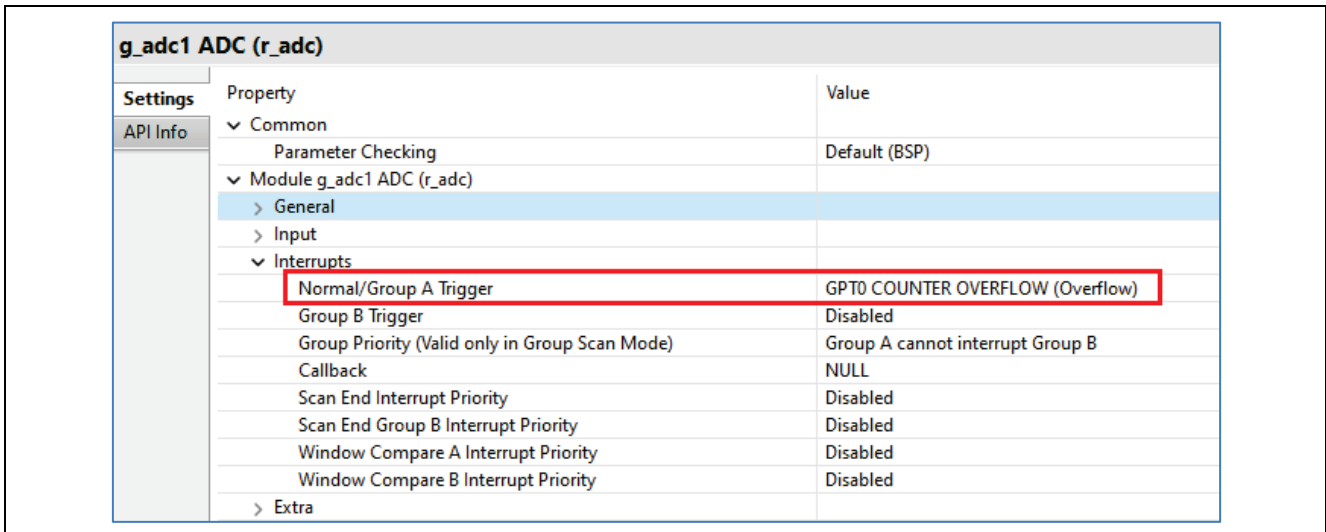 g_adc1 ADC (r_adc)
Settings
API Info
Property Value
Common
Parameter Checking Default (BSP)
Module g_adc1 ADC (r_adc)
General
Input
Interrupts
Normal/Group A Trigger GPT0 COUNTER OVERFLOW (Overflow)
Group B Trigger Disabled
Group Priority (Valid only in Group Scan Mode) Group A cannot interrupt Group B
Callback NULL
Scan End Interrupt Priority Disabled
Scan End Group B Interrupt Priority Disabled
Window Compare A Interrupt Priority Disabled
Window Compare B Interrupt Priority Disabled
Extra